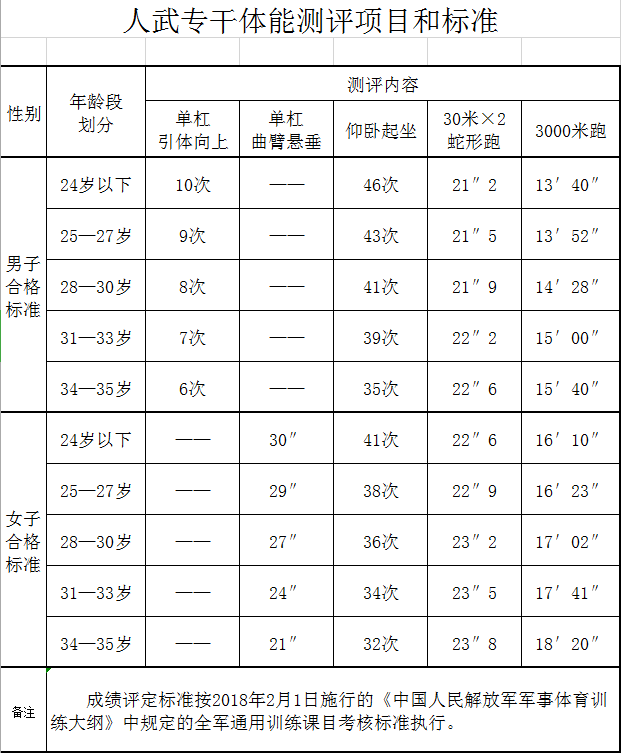 人武专干体能测评项目和标准
性别 年龄段划分 测评内容
单杠引体向上 单杠曲臂悬垂 仰卧起坐 30米×2蛇形跑 3000米跑
男子合格标准
24岁以下 10次 —— 46次 21″2 13′40″
25—27岁 9次 —— 43次 21″5 13′52″
28—30岁 8次 —— 41次 21″9 14′28″
31—33岁 7次 —— 39次 22″2 15′00″
34—35岁 6次 —— 35次 22″6 15′40″
女子合格标准
24岁以下 —— 30″ 41次 22″6 16′10″
25—27岁 —— 29″ 38次 22″9 16′23″
28—30岁 —— 27″ 36次 23″2 17′02″
31—33岁 —— 24″ 34次 23″5 17′41″
34—35岁 —— 21″ 32次 23″8 18′20″
备注
成绩评定标准按2018年2月1日施行的《中国人民解放军军事体育训
练大纲》中规定的全军通用训练课目考核标准执行。